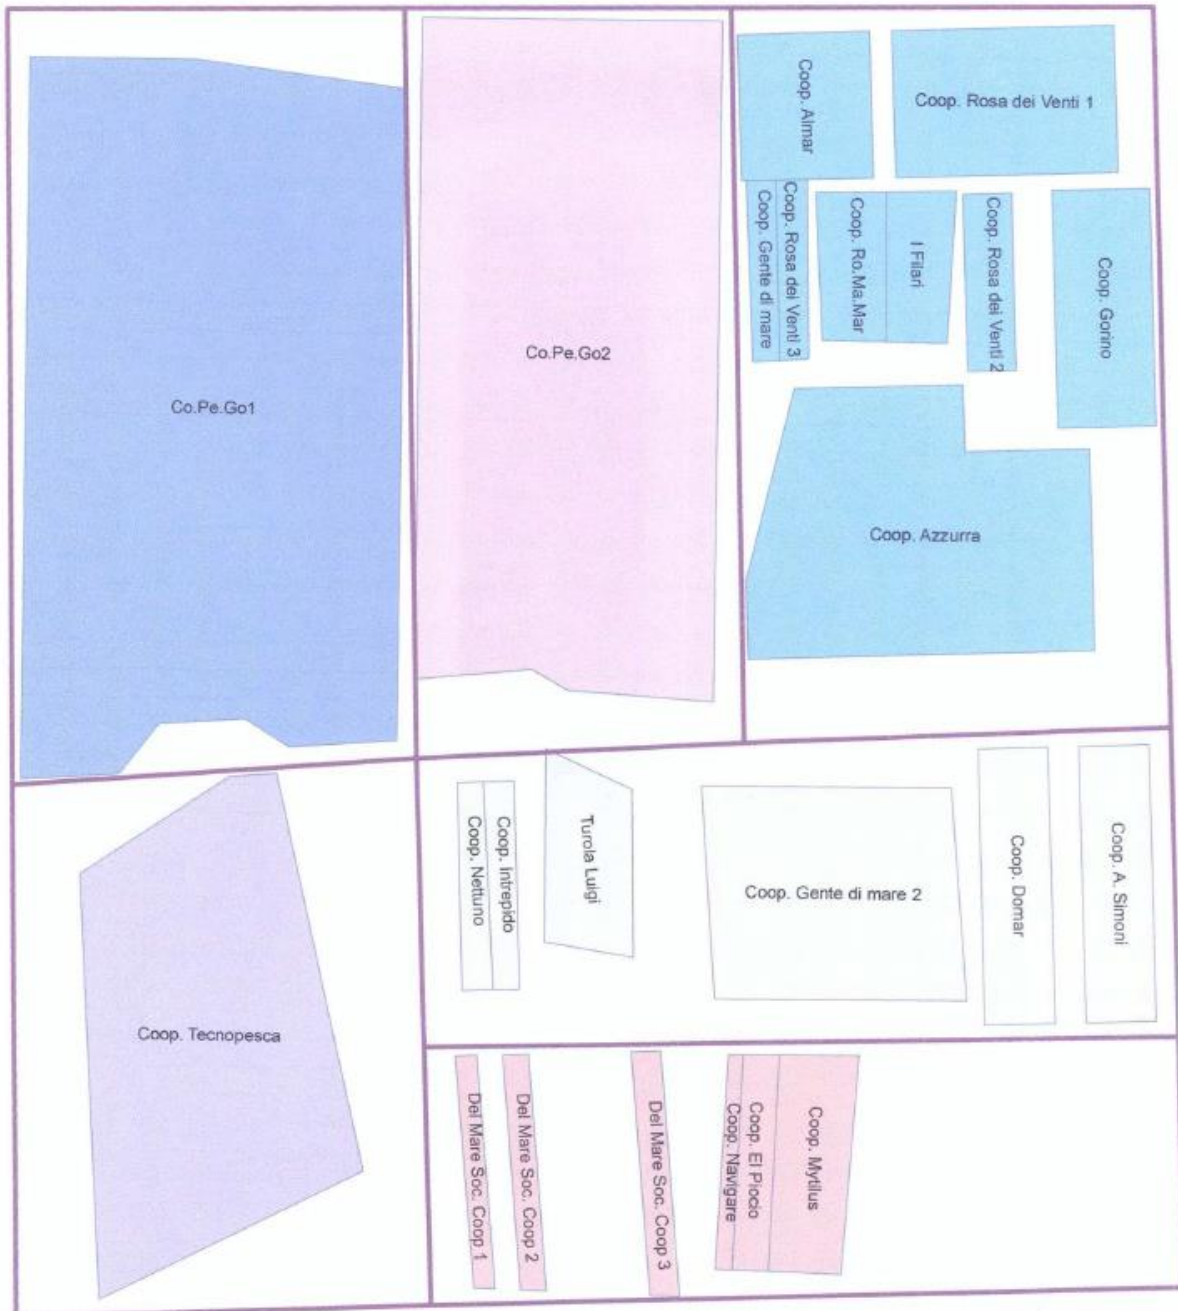 Co.Pe.Go1
Co.Pe.Go2
Coop. Almar
Coop. Rosa dei Venti 1
Coop. Gente di mare
Coop. Rosa dei Venti 3
Coop. Ro.Ma.Mar
I Filari
Coop. Rosa dei Venti 2
Coop. Gorino
Coop. Azzurra
Coop. Tecnopesca
Coop. Nettuno
Coop. Intrepido
Turola Luigi
Coop. Gente di mare 2
Coop. Domar
Coop. A. Simoni
Del Mare Soc. Coop 1
Del Mare Soc. Coop 2
Del Mare Soc. Coop 3
Coop. Navigare
Coop. El Piocio
Coop. Mytilus